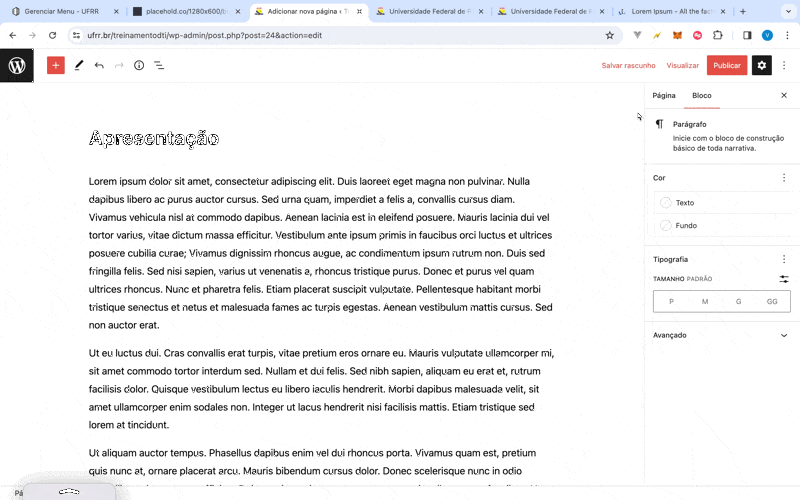 Gerenciar Menu - UFRR
placehold.co/1280x600/b
Adicionar nova página ‹ T
Universidade Federal de R
Universidade Federal de R
Lorem Ipsum - All the fact
ufrr.br/treinamentodti/wp-admin/post.php?post=24&action=edit
V
Salvar rascunho
Visualizar
Publicar
Página
Bloco
Apresentação
Parágrafo
Inicie com o bloco de construção
básico de toda narrativa.
Lorem ipsum dolor sit amet, consectetur adipiscing elit. Duis laoreet eget magna non pulvinar. Nulla
dapibus libero ac purus auctor cursus. Sed urna quam, imperdiet a felis a, convallis cursus diam.
Vivamus vehicula nisl at commodo dapibus. Aenean lacinia est in eleifend posuere. Mauris lacinia dui vel
tortor varius, vitae dictum massa efficitur. Vestibulum ante ipsum primis in faucibus orci luctus et ultrices
posuere cubilia curae; Vivamus dignissim rhoncus augue, ac condimentum ipsum rutrum non. Duis sed
fringilla felis. Sed nisi sapien, varius ut venenatis a, rhoncus tristique purus. Donec et purus vel quam
ultrices rhoncus. Nunc et pharetra felis. Etiam placerat suscipit vulputate. Pellentesque habitant morbi
tristique senectus et netus et malesuada fames ac turpis egestas. Aenean vestibulum mattis cursus. Sed
non auctor erat.
Cor
Texto
Fundo
Tipografia
TAMANHO PADRÃO
P M G GG
Avançado
Ut eu luctus dui. Cras convallis erat turpis, vitae pretium eros ornare eu. Mauris vulputate ullamcorper mi,
sit amet commodo tortor interdum sed. Nullam et dui felis. Sed nibh sapien, aliquam eu erat et, rutrum
facilisis dolor. Quisque vestibulum lectus eu libero iaculis hendrerit. Morbi dapibus malesuada velit, sit
amet ullamcorper enim sodales non. Integer ut lacus hendrerit nisi facilisis mattis. Etiam tristique sed
lorem at tincidunt.
Ut aliquam auctor tempus. Phasellus dapibus enim vel dui rhoncus porta. Vivamus quam est, pretium
quis nunc at, ornare placerat arcu. Mauris bibendum cursus dolor. Donec scelerisque nunc in odio
Pá